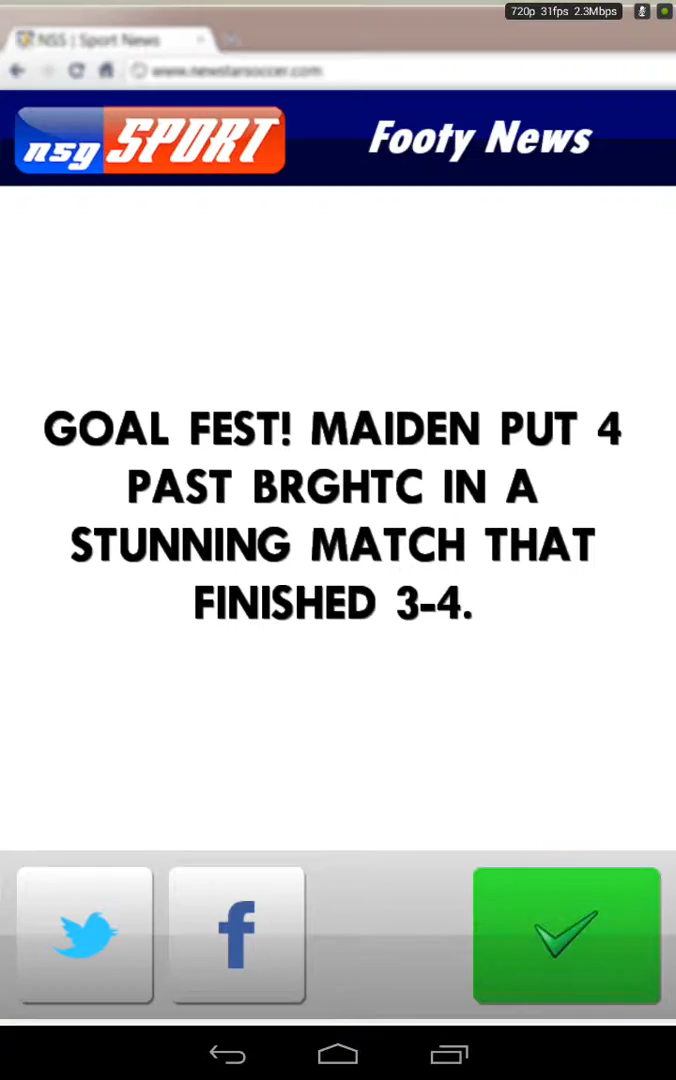 720p 31fps 2.3Mbps
NSS | Sport News
www.newstarsoccer.com
nsg SPORT
Footy News
GOAL FEST! MAIDEN PUT 4
PAST BRGHTC IN A
STUNNING MATCH THAT
FINISHED 3-4.
f